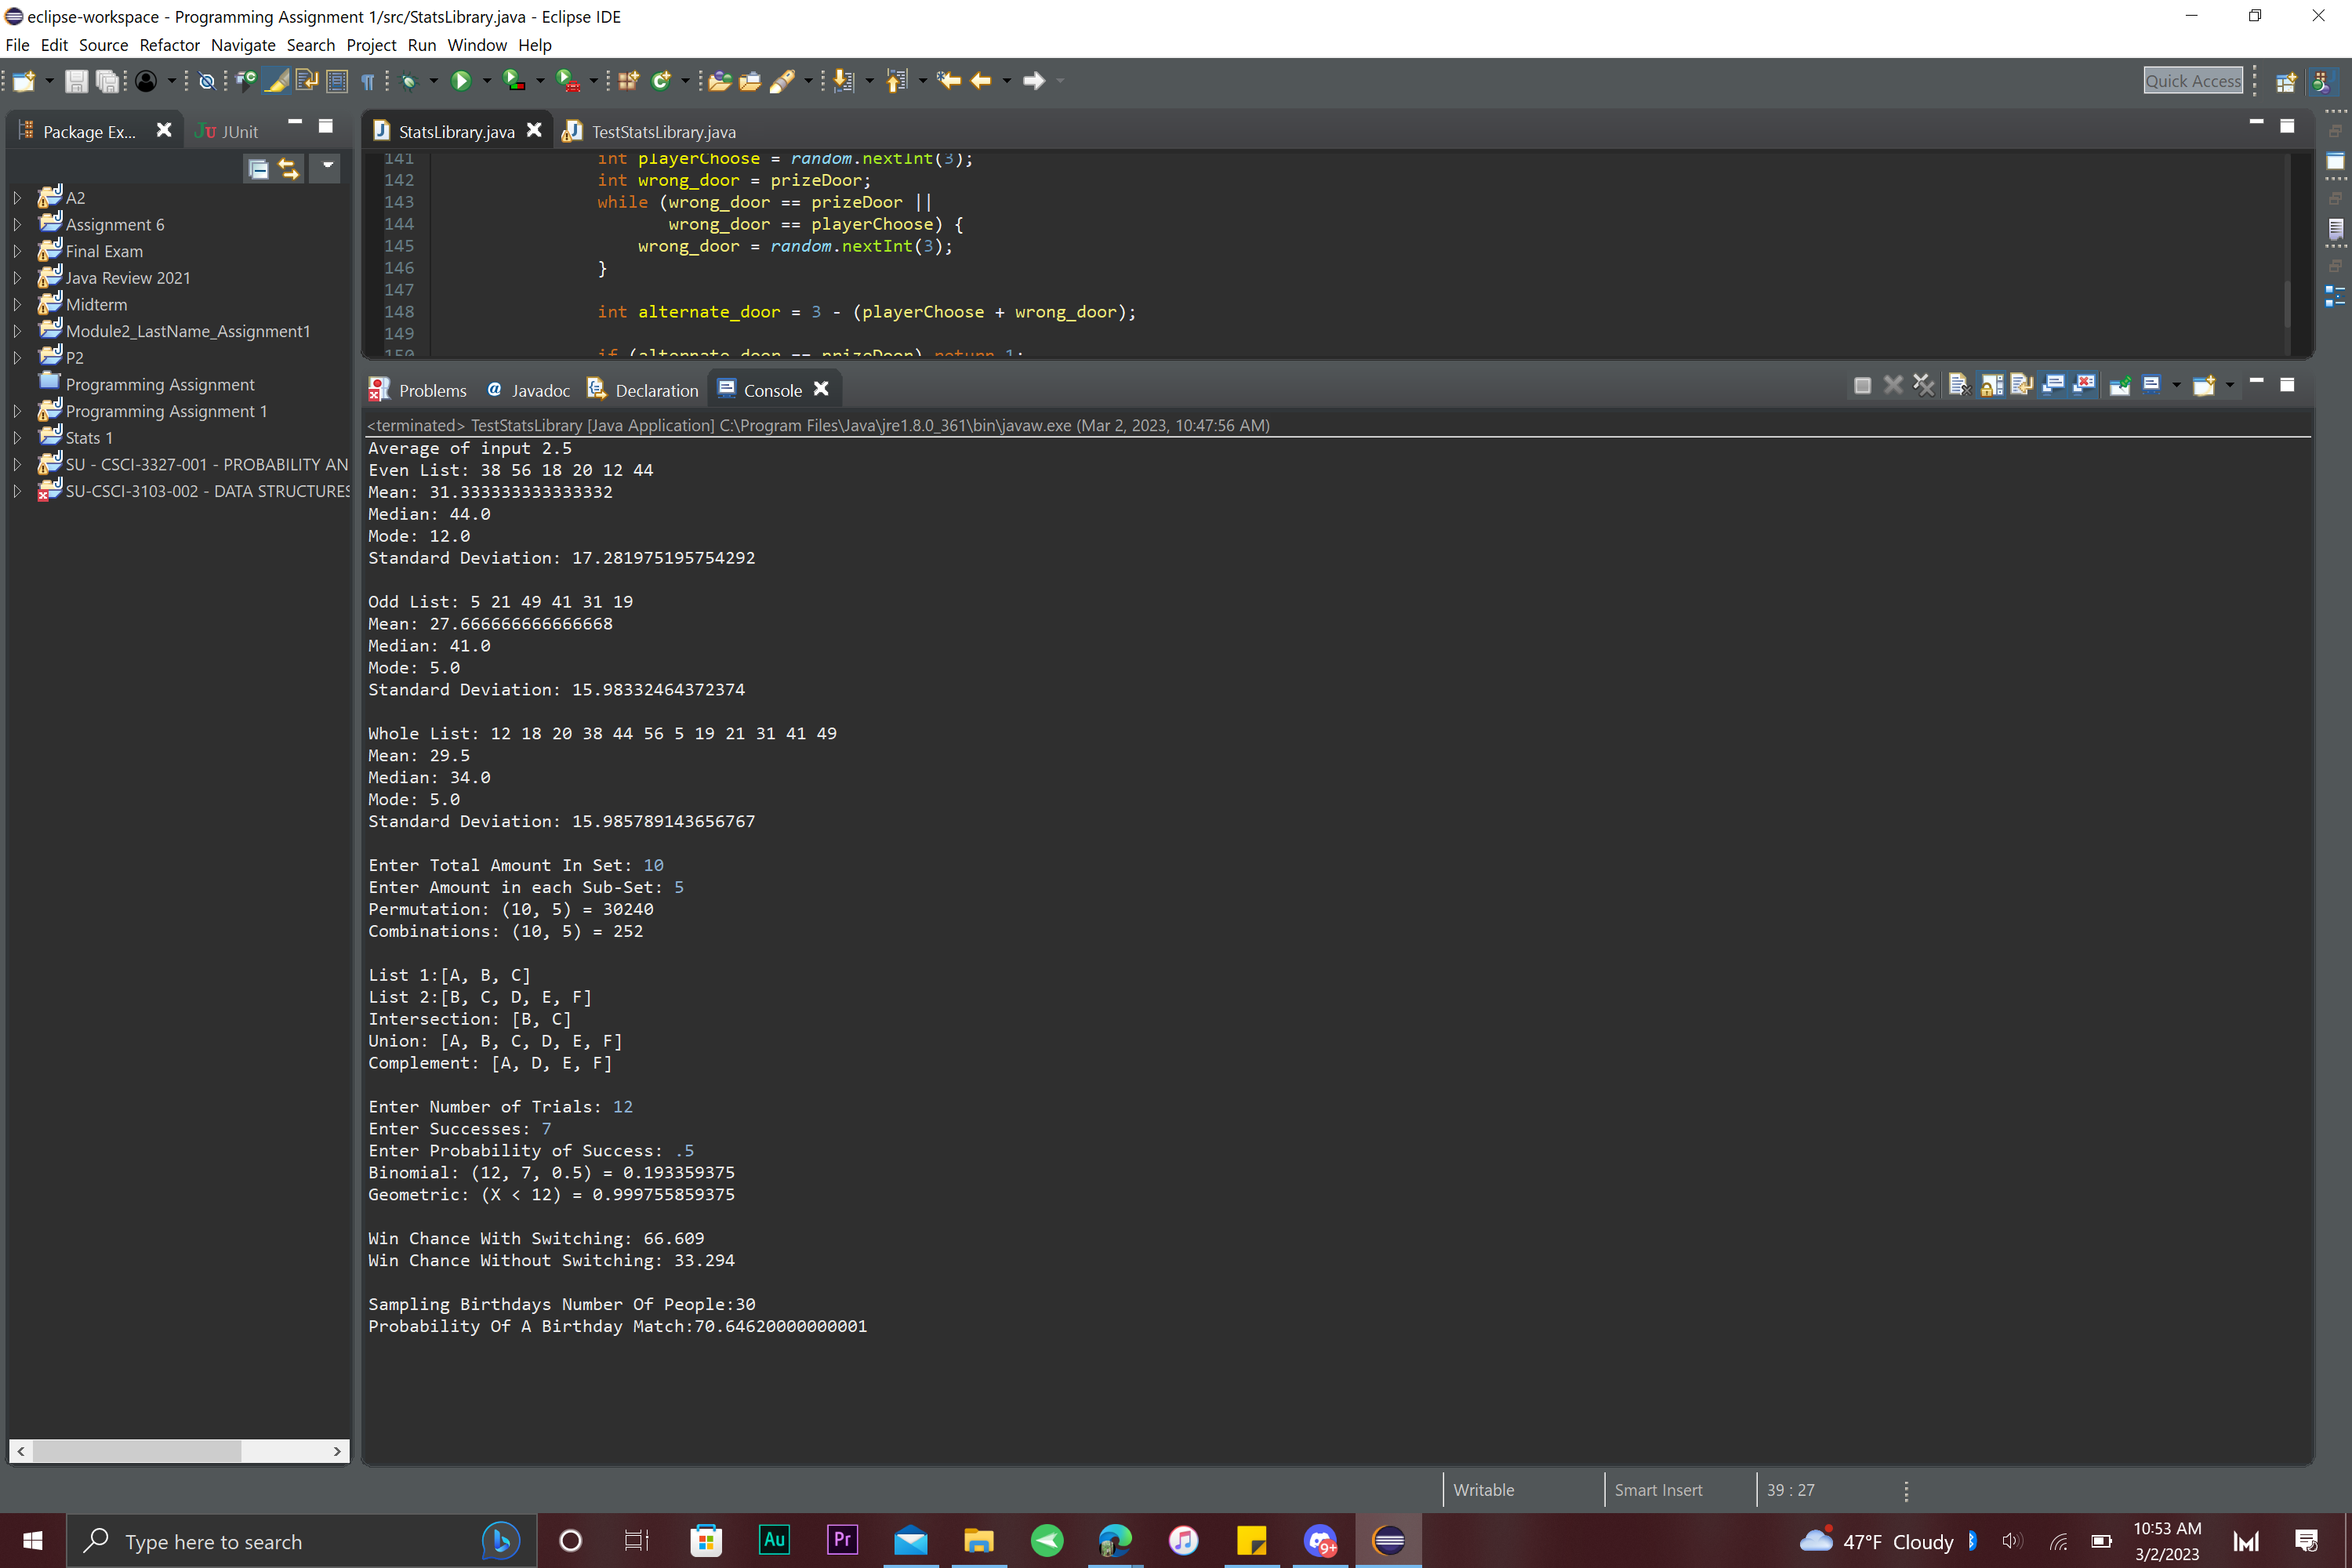 eclipse-workspace - Programming Assignment 1/src/StatsLibrary.java - Eclipse IDE
File Edit Source Refactor Navigate Search Project Run Window Help
Quick Access
Package Ex...
JUnit
StatsLibrary.java
TestStatsLibrary.java
A2
Assignment 6
Final Exam
Java Review 2021
Midterm
Module2_LastName_Assignment1
P2
Programming Assignment
Programming Assignment 1
Stats 1
SU - CSCI-3327-001 - PROBABILITY AN
SU-CSCI-3103-002 - DATA STRUCTURES
141 int playerChoose = random.nextInt(3);
142 int wrong_door = prizeDoor;
143 while (wrong_door == prizeDoor ||
144 wrong_door == playerChoose) {
145 wrong_door = random.nextInt(3);
146 }
147
148 int alternate_door = 3 - (playerChoose + wrong_door);
149
150 if (alternate_door == prizeDoor) return 1;
Problems @ Javadoc Declaration Console
<terminated> TestStatsLibrary [Java Application] C:\Program Files\Java\jre1.8.0_361\bin\javaw.exe (Mar 2, 2023, 10:47:56 AM)
Average of input 2.5
Even List: 38 56 18 20 12 44
Mean: 31.333333333333332
Median: 44.0
Mode: 12.0
Standard Deviation: 17.281975195754292
Odd List: 5 21 49 41 31 19
Mean: 27.666666666666668
Median: 41.0
Mode: 5.0
Standard Deviation: 15.98332464372374
Whole List: 12 18 20 38 44 56 5 19 21 31 41 49
Mean: 29.5
Median: 34.0
Mode: 5.0
Standard Deviation: 15.985789143656767
Enter Total Amount In Set: 10
Enter Amount in each Sub-Set: 5
Permutation: (10, 5) = 30240
Combinations: (10, 5) = 252
List 1:[A, B, C]
List 2:[B, C, D, E, F]
Intersection: [B, C]
Union: [A, B, C, D, E, F]
Complement: [A, D, E, F]
Enter Number of Trials: 12
Enter Successes: 7
Enter Probability of Success: .5
Binomial: (12, 7, 0.5) = 0.193359375
Geometric: (X < 12) = 0.999755859375
Win Chance With Switching: 66.609
Win Chance Without Switching: 33.294
Sampling Birthdays Number Of People:30
Probability Of A Birthday Match:70.64620000000001
Writable
Smart Insert
39 : 27
Type here to search
Au
Pr
9+
47°F Cloudy
10:53 AM
3/2/2023